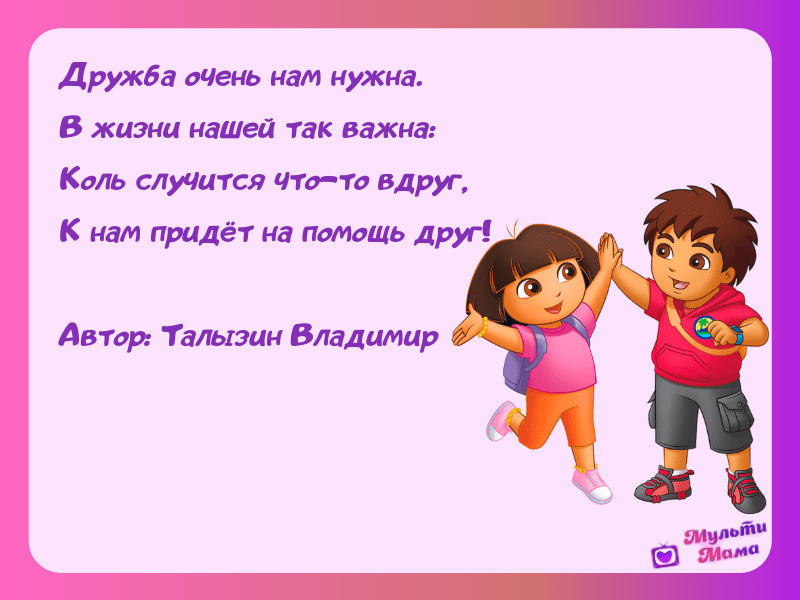 Дружба очень нам нужна.
В жизни нашей так важна:
Коль случится что-то вдруг,
К нам придёт на помощь друг!
Автор: Талызин Владимир
Мульти
Мама